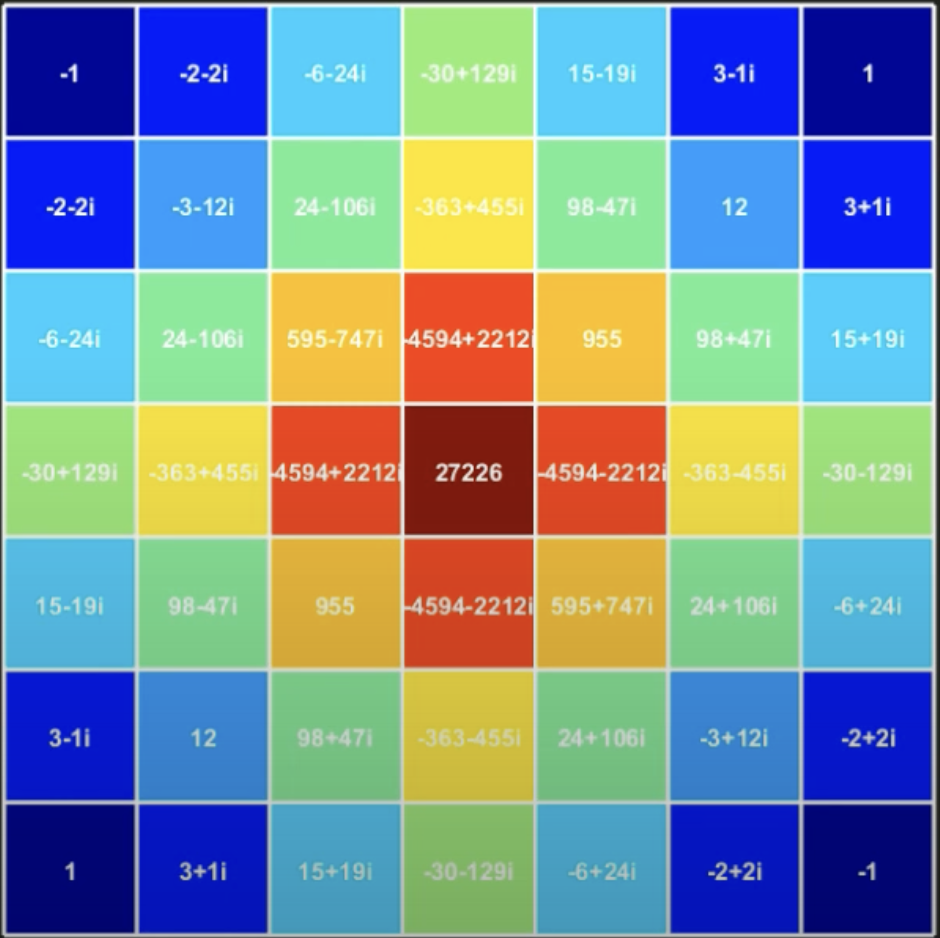 -1 -2-2i -6-24i -30+129i 15-19i 3-1i 1
-2-2i -3-12i 24-106i -363+455i 98-47i 12 3+1i
-6-24i 24-106i 595-747i -4594+2212i 955 98+47i 15+19i
-30+129i -363+455i -4594+2212i 27226 -4594-2212i -363-455i -30-129i
15-19i 98-47i 955 -4594-2212i 595+747i 24+106i -6+24i
3-1i 12 98+47i -363-455i 24+106i -3+12i -2+2i
1 3+1i 15+19i -30-129i -6+24i -2+2i -1